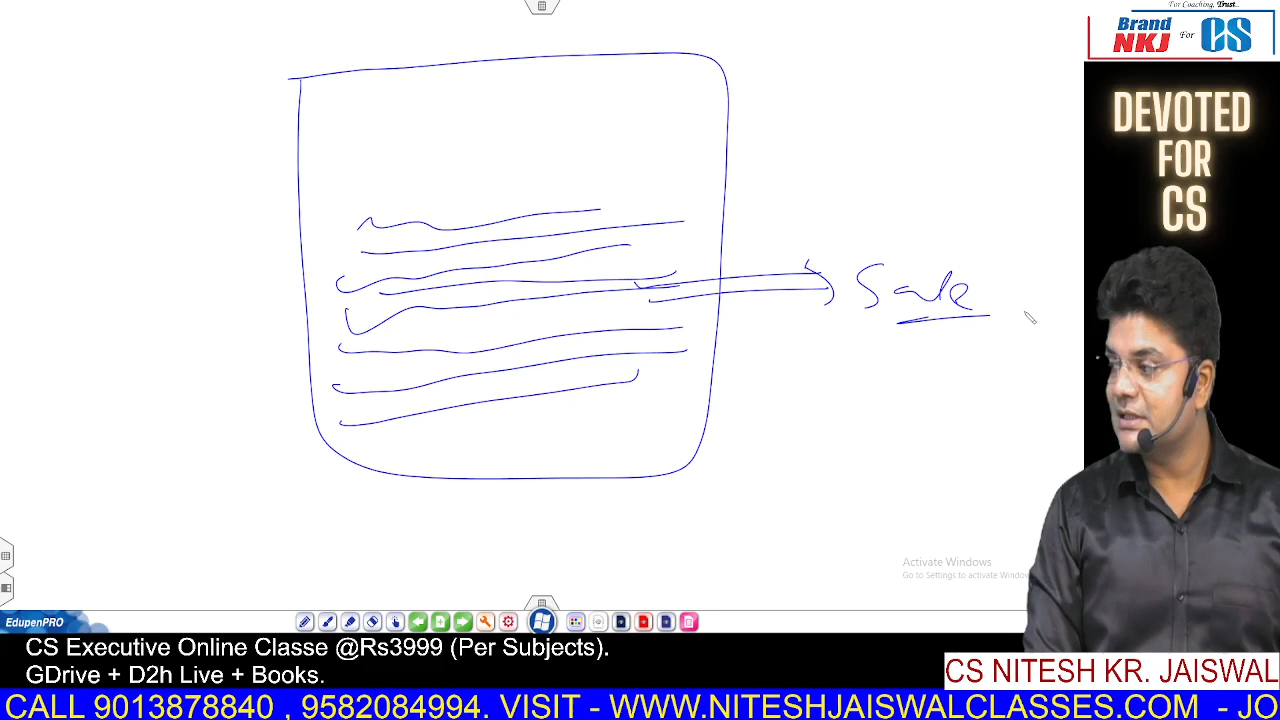 For Coaching, Trust..
Brand
NKJ
For
CS
DEVOTED
FOR
CS
Sale
Activate Windows
Go to Settings to activate Windows
EdupenPRO
CS Executive Online Classe @Rs3999 (Per Subjects).
GDrive + D2h Live + Books.
CS NITESH KR. JAISWAL
CALL 9013878840 , 9582084994. VISIT - WWW.NITESHJAISWALCLASSES.COM - JO